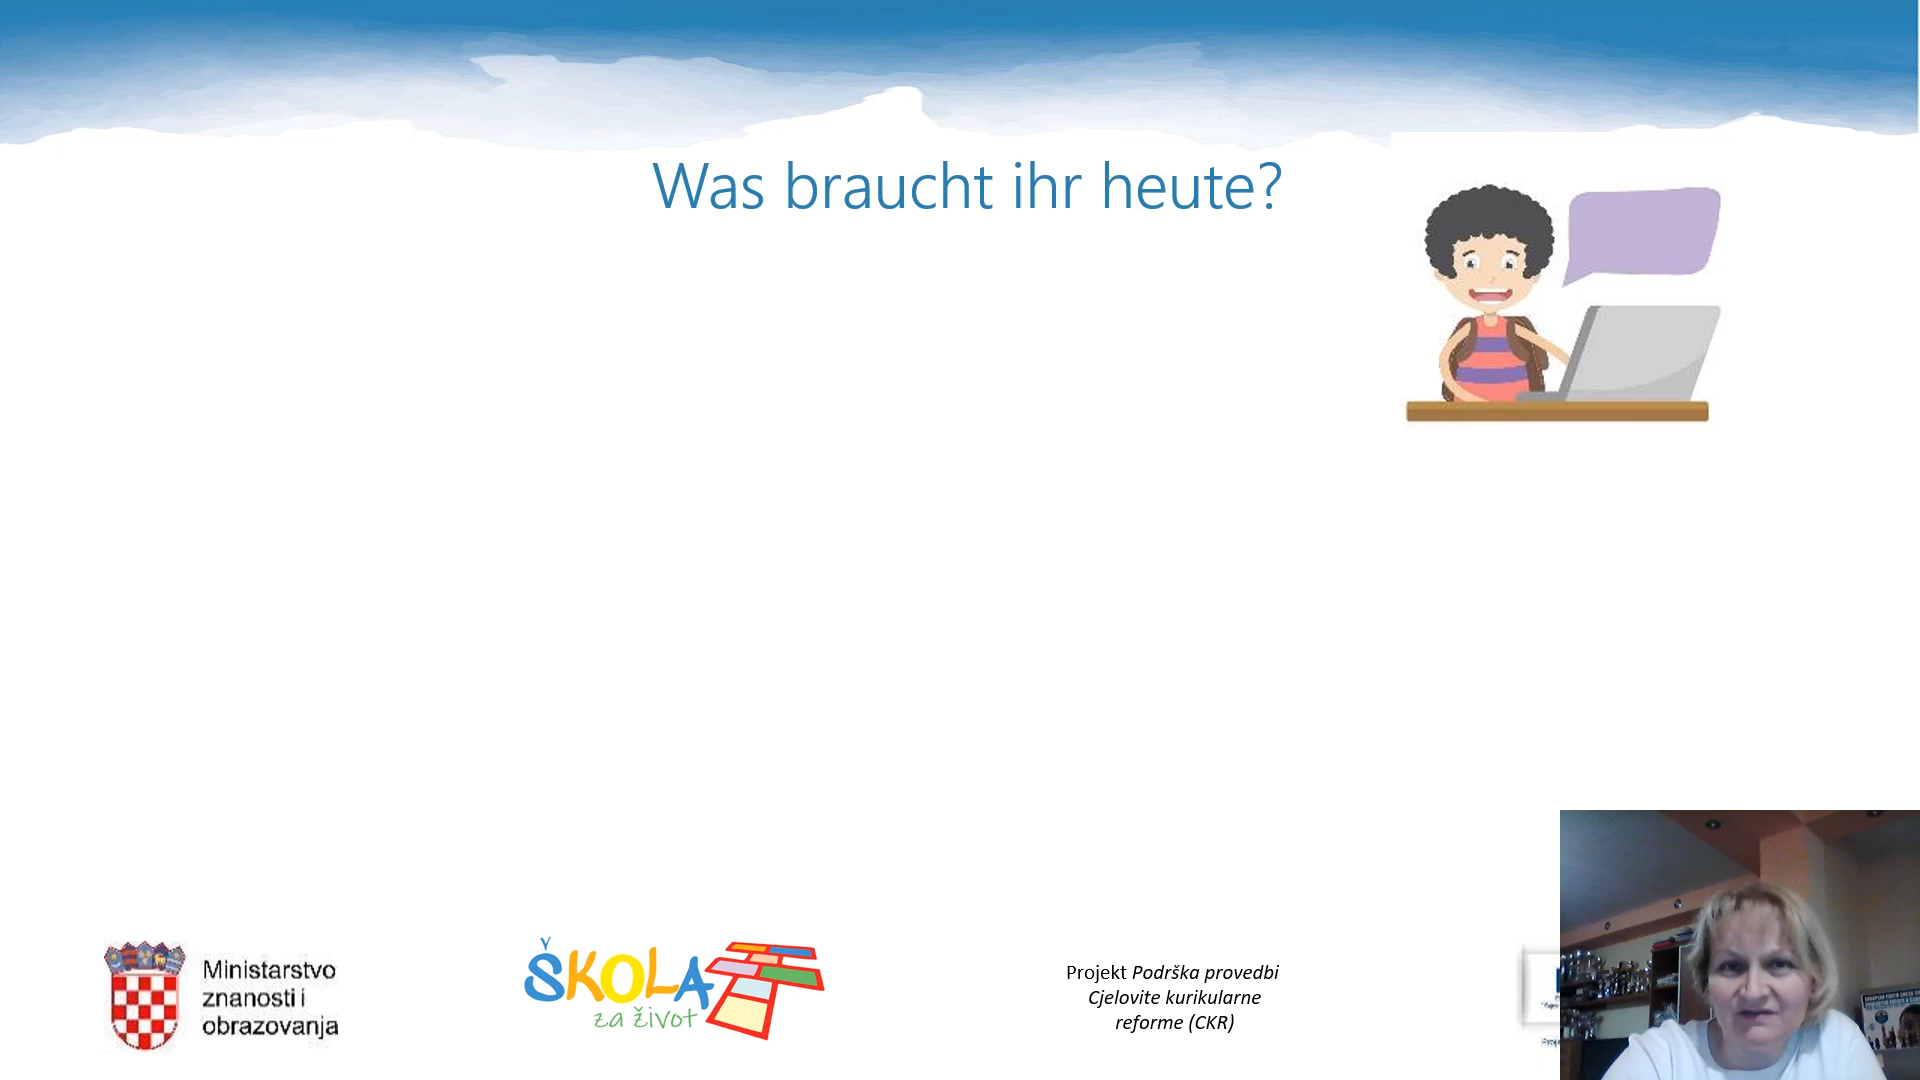 Was braucht ihr heute?
Ministarstvo
znanosti i
obrazovanja
ŠKOLA
za život
Projekt Podrška provedbi
Cjelovite kurikularne
reforme (CKR)